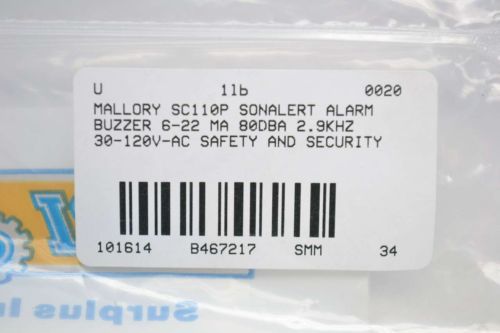 U 1lb 0020
MALLORY SC110P SONALERT ALARM
BUZZER 6-22 MA 80DBA 2.9KHZ
30-120V-AC SAFETY AND SECURITY
101614 B467217 SMM 34
Surplus